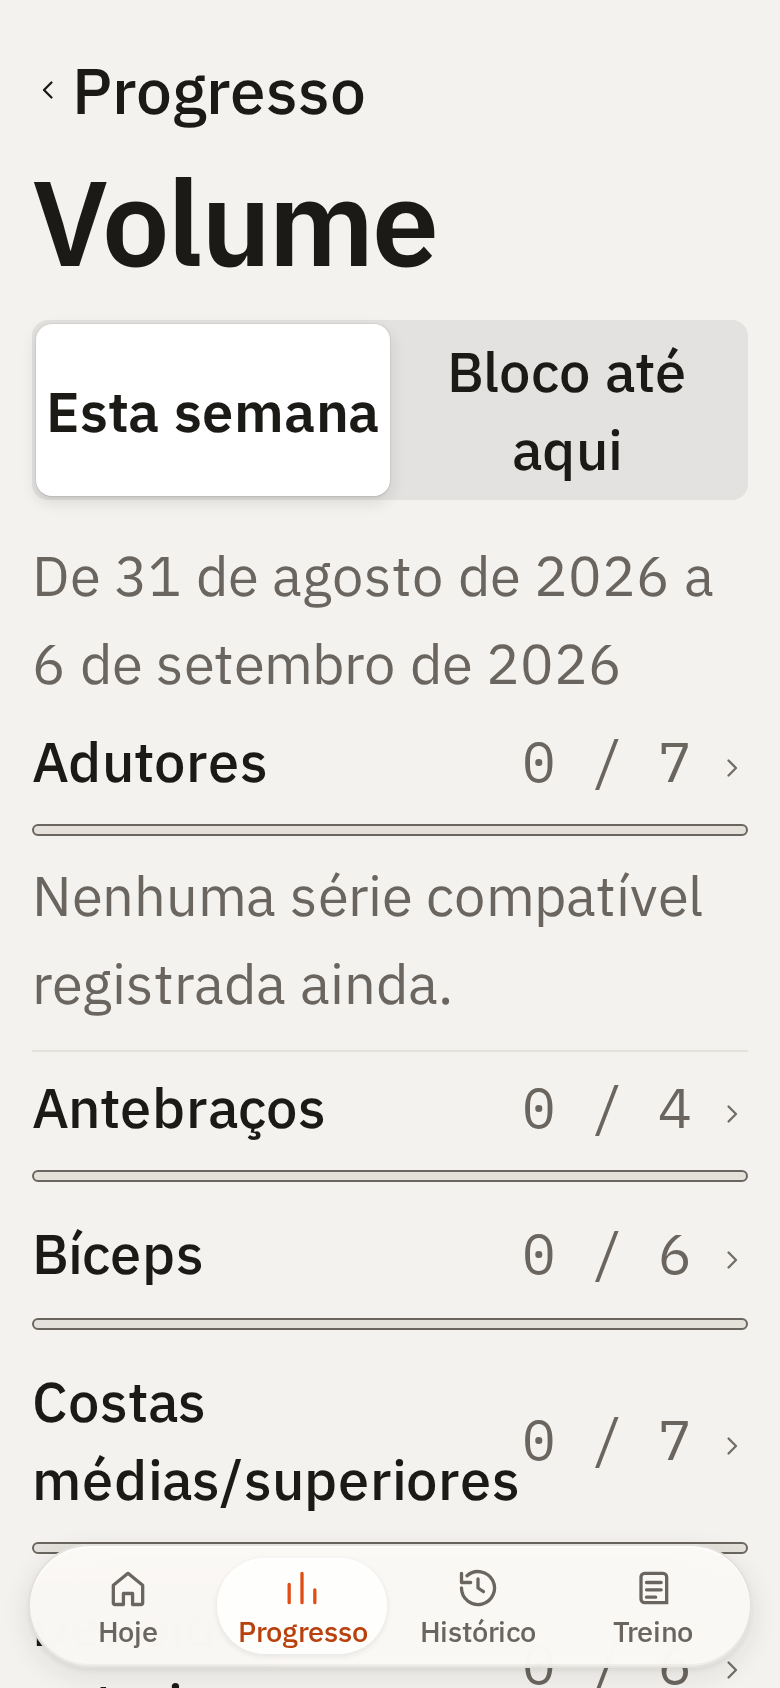 Progresso
Volume
Esta semana
Bloco até
aqui
De 31 de agosto de 2026 a
6 de setembro de 2026
Adutores 0 / 7
Nenhuma série compatível
registrada ainda.
Antebraços 0 / 4
Bíceps 0 / 6
Costas
médias/superiores 0 / 7
0 / 6
Hoje Progresso Histórico Treino